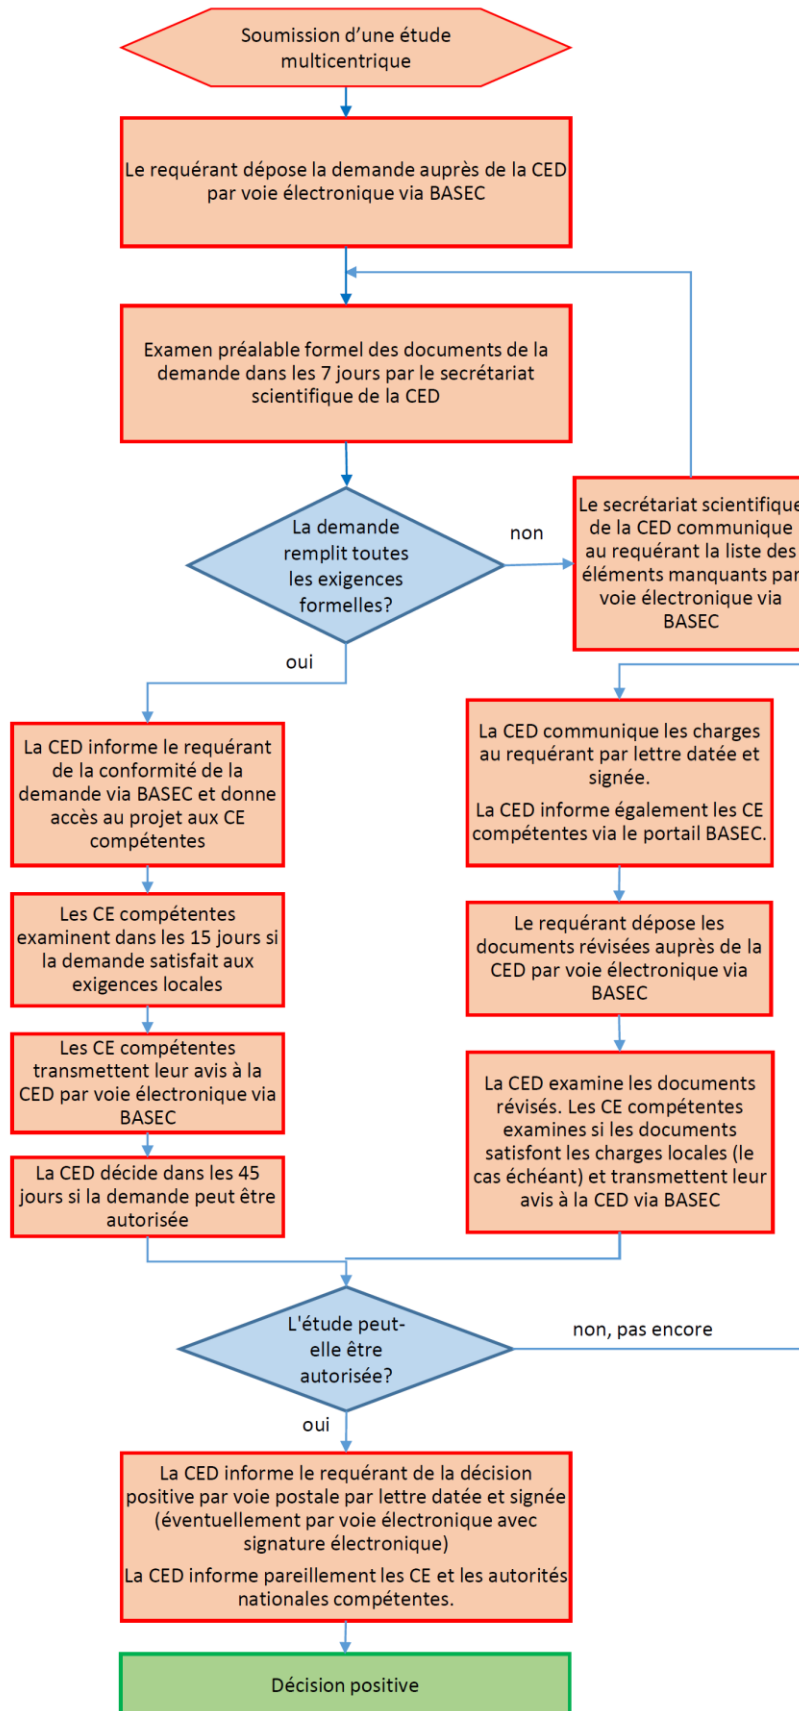 Soumission d’une étude
multicentrique
Le requérant dépose la demande auprès de la CED
par voie électronique via BASEC
Examen préalable formel des documents de la
demande dans les 7 jours par le secrétariat
scientifique de la CED
La demande
remplit toutes
les exigences
formelles?
non
Le secrétariat scientifique
de la CED communique
au requérant la liste des
éléments manquants par
voie électronique via
BASEC
oui
La CED informe le requérant
de la conformité de la
demande via BASEC et donne
accès au projet aux CE
compétentes
Les CE compétentes
examinent dans les 15 jours si
la demande satisfait aux
exigences locales
Les CE compétentes
transmettent leur avis à la
CED par voie électronique via
BASEC
La CED décide dans les 45
jours si la demande peut être
autorisée
La CED communique les charges
au requérant par lettre datée et
signée.
La CED informe également les CE
compétentes via le portail BASEC.
Le requérant dépose les
documents révisées auprès de la
CED par voie électronique via
BASEC
La CED examine les documents
révisés. Les CE compétentes
examines si les documents
satisfont les charges locales (le
cas échéant) et transmettent leur
avis à la CED via BASEC
L'étude peut-
elle être
autorisée?
non, pas encore
oui
La CED informe le requérant de la décision
positive par voie postale par lettre datée et signée
(éventuellement par voie électronique avec
signature électronique)
La CED informe pareillement les CE et les autorités
nationales compétentes.
Décision positive